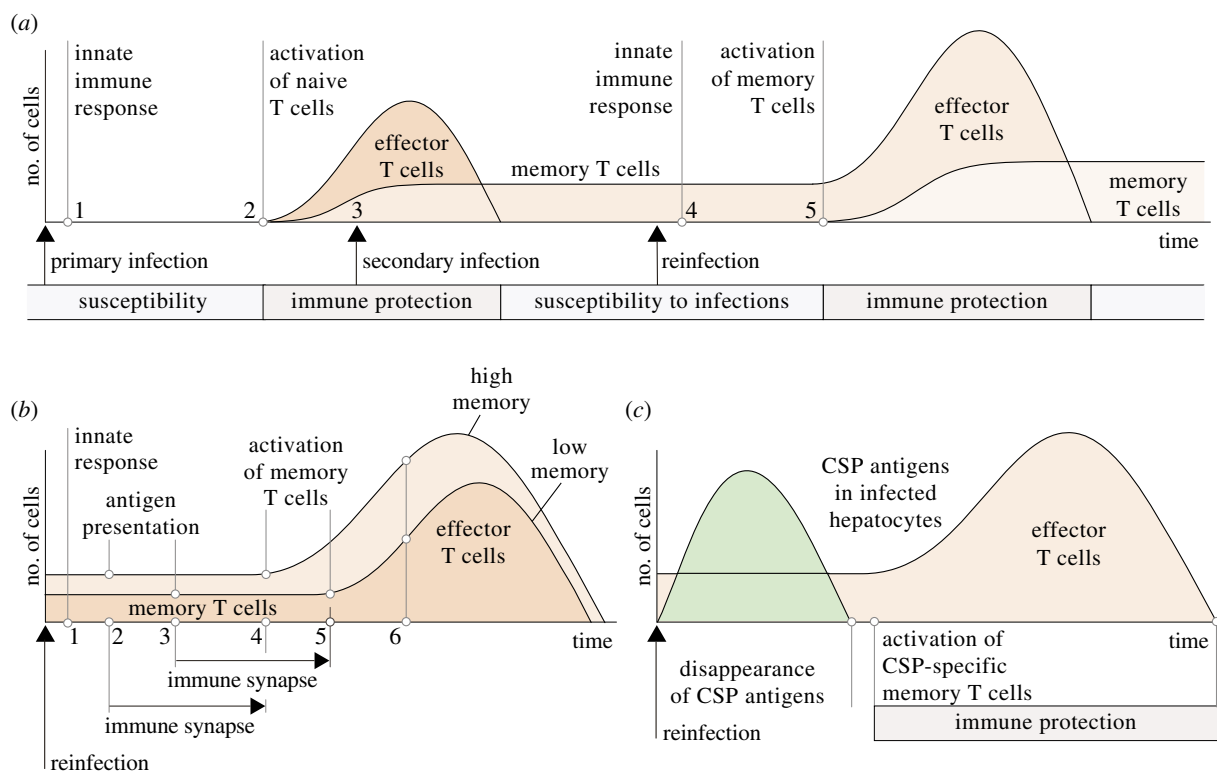 (a)
no. of cells
innate
immune
response
activation
of naive
T cells
effector
T cells
memory T cells
innate
immune
response
activation
of memory
T cells
effector
T cells
memory
T cells
1
2
3
4
5
time
primary infection
secondary infection
reinfection
susceptibility
immune protection
susceptibility to infections
immune protection
(b)
no. of cells
innate
response
antigen
presentation
activation
of memory
T cells
high
memory
low
memory
effector
T cells
memory T cells
1
2
3
4
5
6
time
immune synapse
immune synapse
reinfection
(c)
no. of cells
CSP antigens
in infected
hepatocytes
effector
T cells
time
disappearance
of CSP antigens
activation of
CSP-specific
memory T cells
immune protection
reinfection